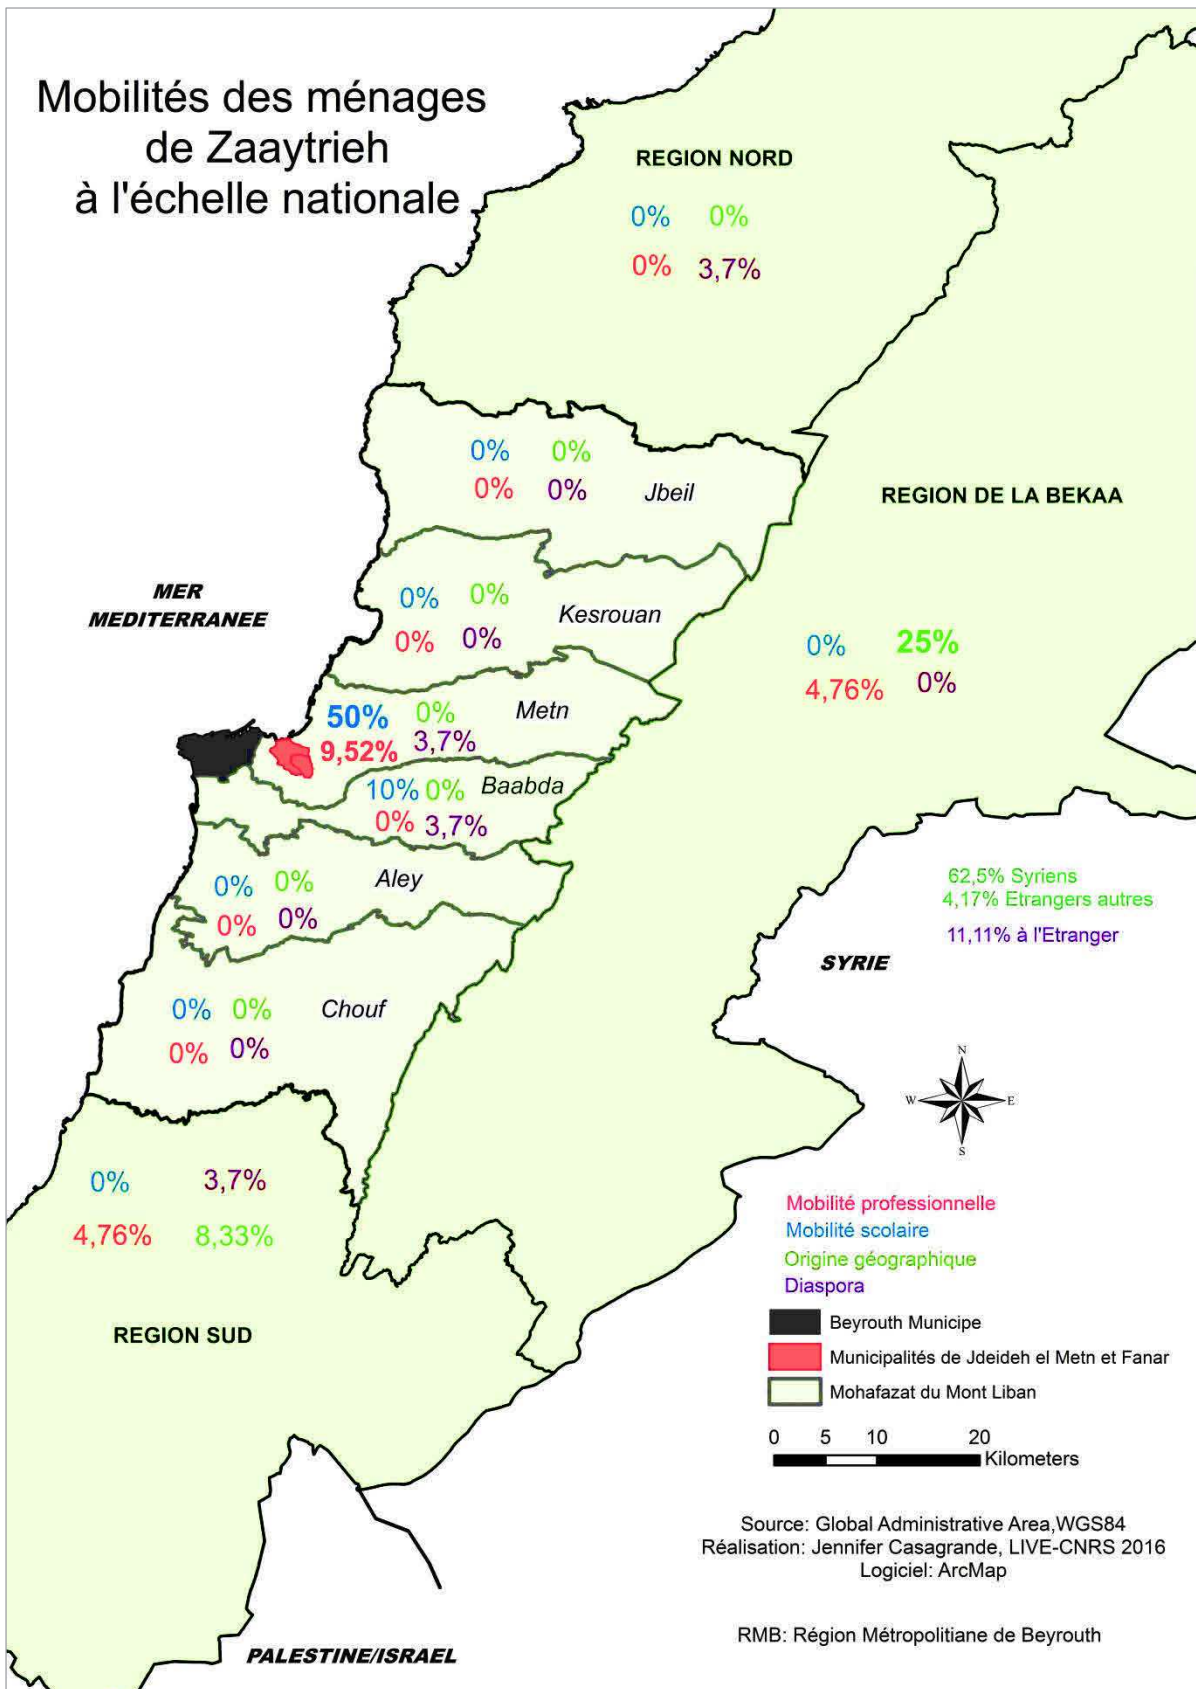 Mobilités des ménages
de Zaaytrieh
à l'échelle nationale
REGION NORD
0% 0%
0% 3,7%
0% 0%
0% 0%
Jbeil
REGION DE LA BEKAA
MER
MEDITERRANEE
0% 0%
Kesrouan
0% 0%
0% 25%
4,76% 0%
50% 0%
Metn
9,52% 3,7%
10% 0%
Baabda
0% 3,7%
0% 0%
Aley
0% 0%
62,5% Syriens
4,17% Etrangers autres
11,11% à l'Etranger
SYRIE
0% 0%
Chouf
0% 0%
N
W E
S
0% 3,7%
4,76% 8,33%
REGION SUD
Mobilité professionnelle
Mobilité scolaire
Origine géographique
Diaspora
Beyrouth Municipe
Municipalités de Jdeideh el Metn et Fanar
Mohafazat du Mont Liban
0 5 10 20
Kilometers
Source: Global Administrative Area,WGS84
Réalisation: Jennifer Casagrande, LIVE-CNRS 2016
Logiciel: ArcMap
RMB: Région Métropolitiane de Beyrouth
PALESTINE/ISRAEL